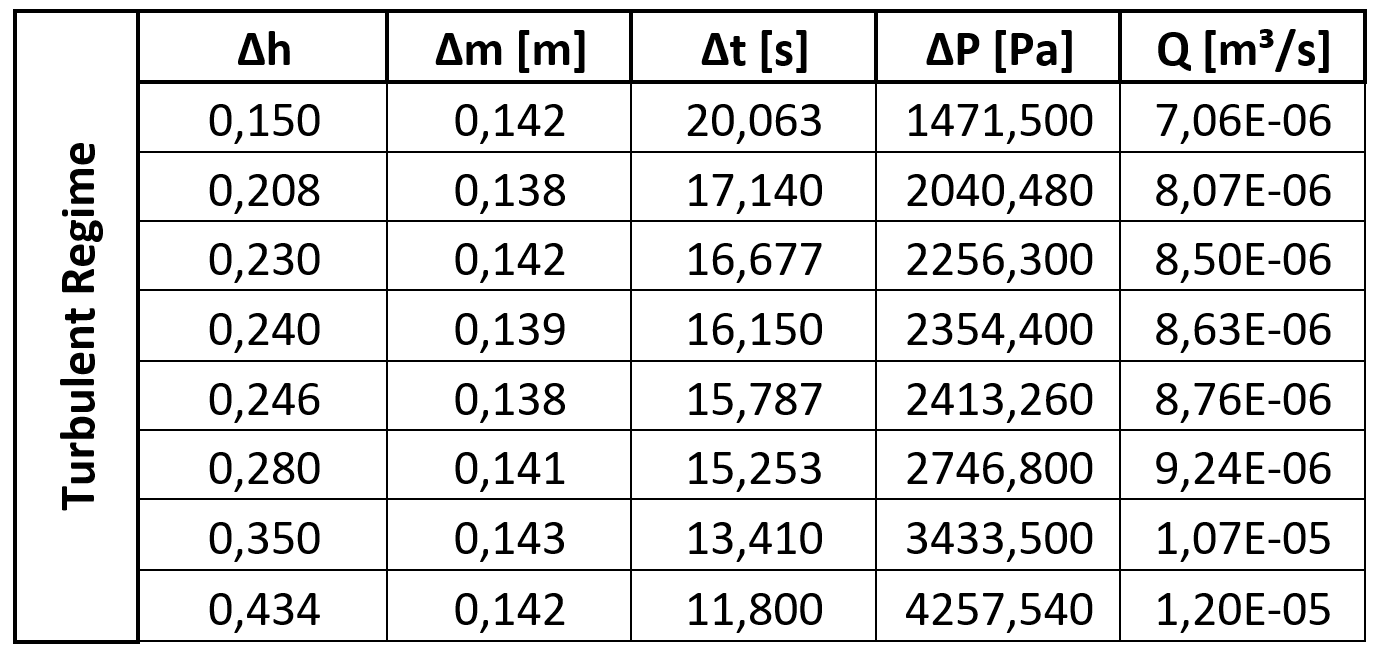 Turbulent Regime
Δh Δm [m] Δt [s] ΔP [Pa] Q [m³/s]
0,150 0,142 20,063 1471,500 7,06E-06
0,208 0,138 17,140 2040,480 8,07E-06
0,230 0,142 16,677 2256,300 8,50E-06
0,240 0,139 16,150 2354,400 8,63E-06
0,246 0,138 15,787 2413,260 8,76E-06
0,280 0,141 15,253 2746,800 9,24E-06
0,350 0,143 13,410 3433,500 1,07E-05
0,434 0,142 11,800 4257,540 1,20E-05